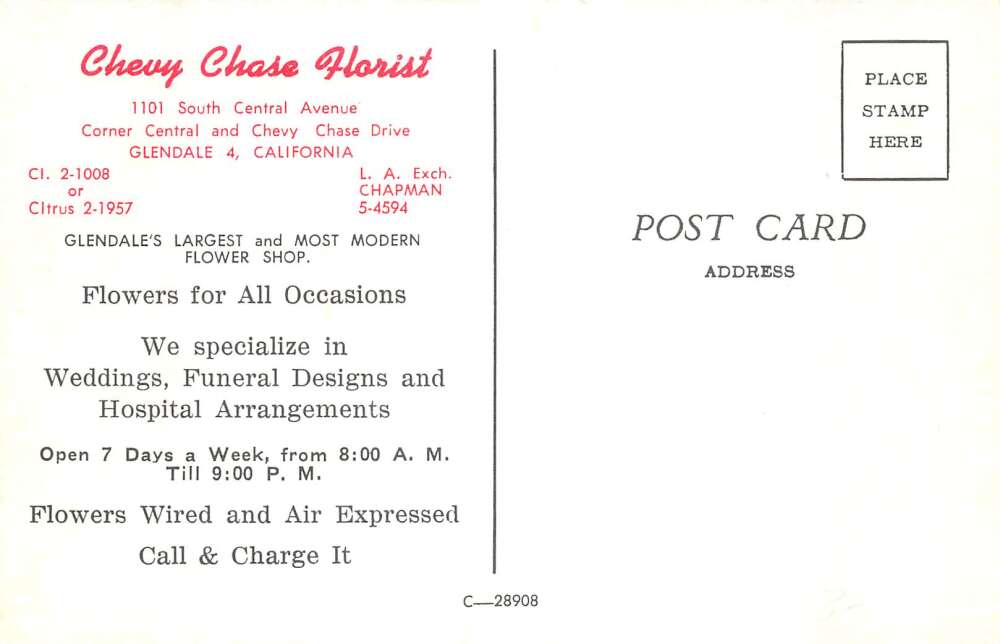 Chevy Chase Florist
1101 South Central Avenue
Corner Central and Chevy Chase Drive
GLENDALE 4, CALIFORNIA
CI. 2-1008
or
CItrus 2-1957
L. A. Exch.
CHAPMAN
5-4594
GLENDALE'S LARGEST and MOST MODERN
FLOWER SHOP.
Flowers for All Occasions
We specialize in
Weddings, Funeral Designs and
Hospital Arrangements
Open 7 Days a Week, from 8:00 A. M.
Till 9:00 P. M.
Flowers Wired and Air Expressed
Call & Charge It
C—28908
PLACE
STAMP
HERE
POST CARD
ADDRESS